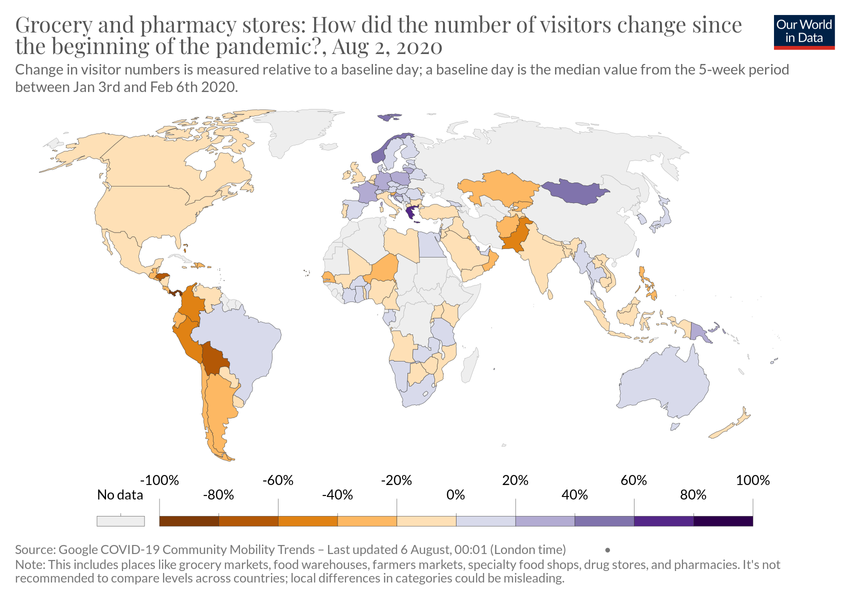 Grocery and pharmacy stores: How did the number of visitors change since
the beginning of the pandemic?, Aug 2, 2020
Our World
in Data
Change in visitor numbers is measured relative to a baseline day; a baseline day is the median value from the 5-week period
between Jan 3rd and Feb 6th 2020.
-100% -60% -20% 20% 60% 100%
No data -80% -40% 0% 40% 80%
Source: Google COVID-19 Community Mobility Trends – Last updated 6 August, 00:01 (London time)
Note: This includes places like grocery markets, food warehouses, farmers markets, specialty food shops, drug stores, and pharmacies. It's not
recommended to compare levels across countries; local differences in categories could be misleading.